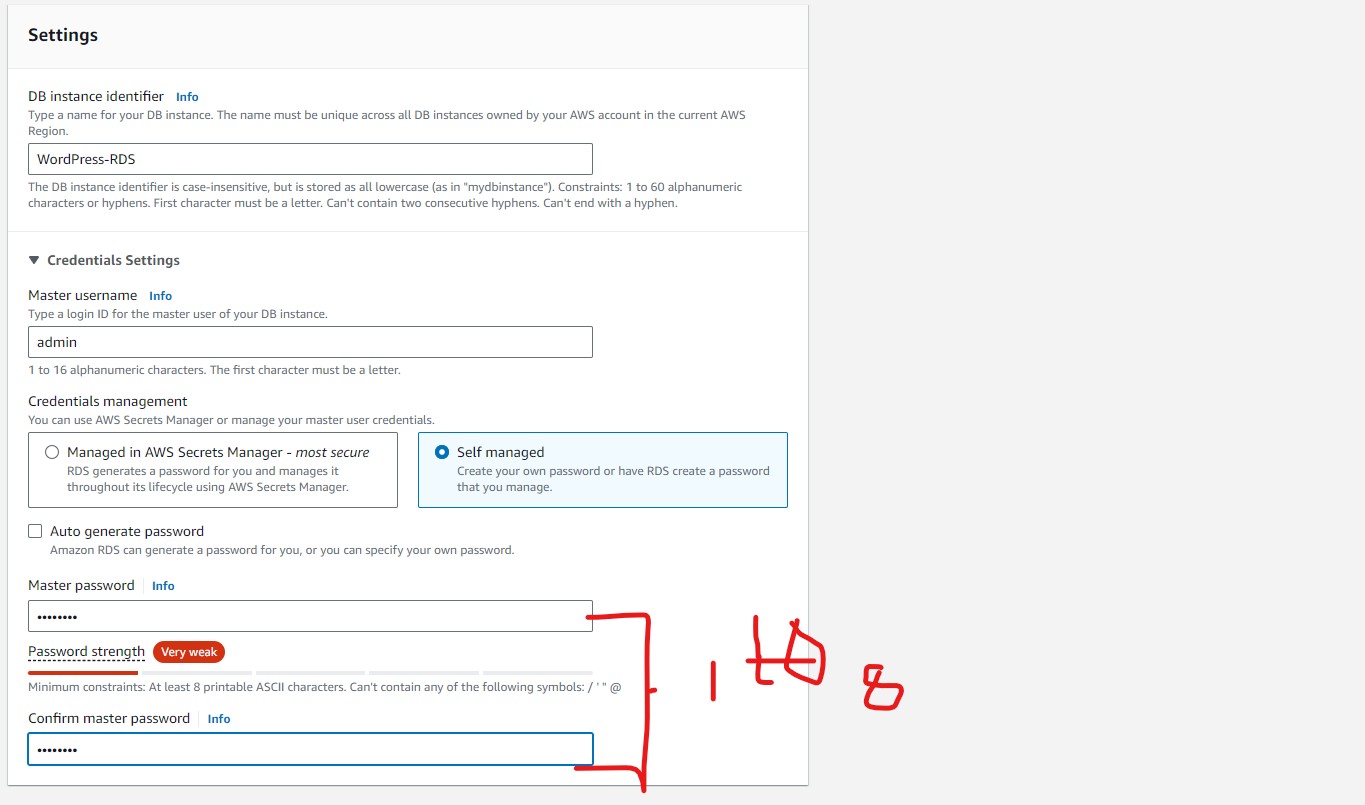 Settings
DB instance identifier Info
Type a name for your DB instance. The name must be unique across all DB instances owned by your AWS account in the current AWS
Region.
WordPress-RDS
The DB instance identifier is case-insensitive, but is stored as all lowercase (as in "mydbinstance"). Constraints: 1 to 60 alphanumeric
characters or hyphens. First character must be a letter. Can't contain two consecutive hyphens. Can't end with a hyphen.
Credentials Settings
Master username Info
Type a login ID for the master user of your DB instance.
admin
1 to 16 alphanumeric characters. The first character must be a letter.
Credentials management
You can use AWS Secrets Manager or manage your master user credentials.
Managed in AWS Secrets Manager - most secure
RDS generates a password for you and manages it
throughout its lifecycle using AWS Secrets Manager.
Self managed
Create your own password or have RDS create a password
that you manage.
Auto generate password
Amazon RDS can generate a password for you, or you can specify your own password.
Master password Info
••••••••
Password strength Very weak
Minimum constraints: At least 8 printable ASCII characters. Can't contain any of the following symbols: / ' " @
Confirm master password Info
••••••••
1 to 8